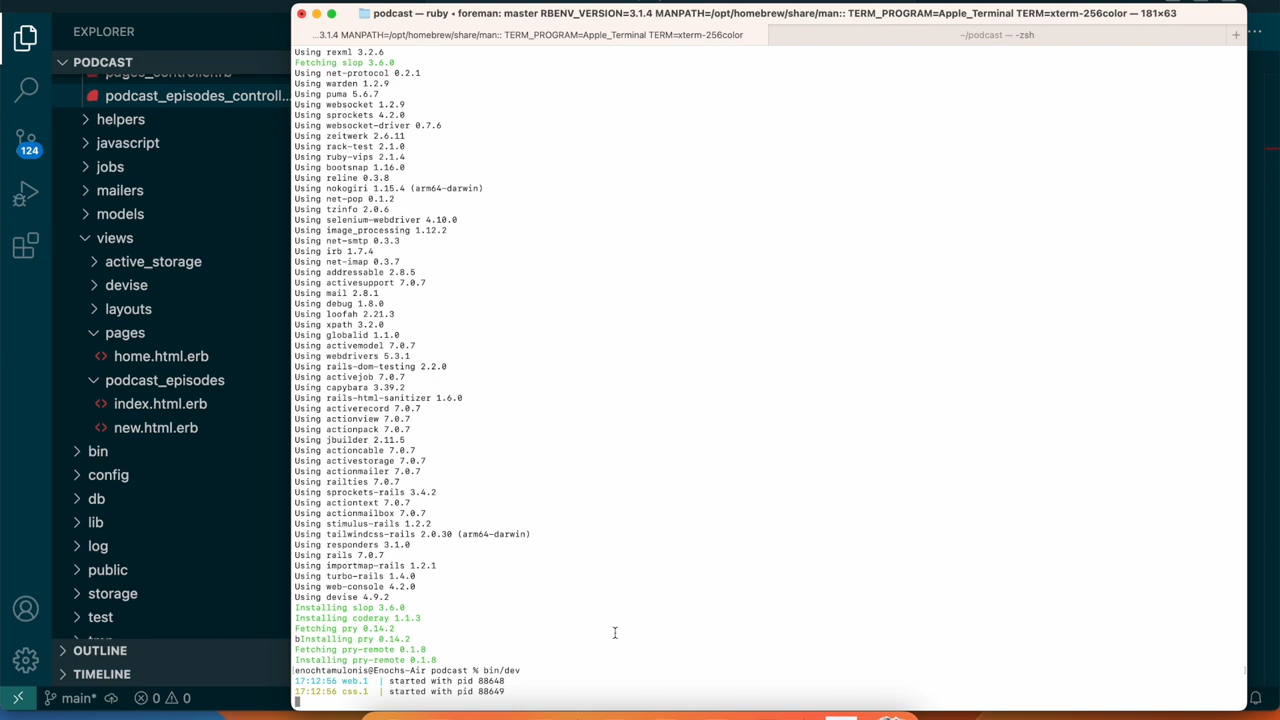 podcast — ruby • foreman: master RBENV_VERSION=3.1.4 MANPATH=/opt/homebrew/share/man:: TERM_PROGRAM=Apple_Terminal TERM=xterm-256color — 181×63
...3.1.4 MANPATH=/opt/homebrew/share/man:: TERM_PROGRAM=Apple_Terminal TERM=xterm-256color
~/podcast — -zsh
EXPLORER
PODCAST
pages_controller.rb
podcast_episodes_controll...
helpers
javascript
jobs
mailers
models
views
active_storage
devise
layouts
pages
home.html.erb
podcast_episodes
index.html.erb
new.html.erb
bin
config
db
lib
log
public
storage
test
tmp
OUTLINE
TIMELINE
124
main*
0
0
Using rexml 3.2.6
Fetching slop 3.6.0
Using net-protocol 0.2.1
Using warden 1.2.9
Using puma 5.6.7
Using websocket 1.2.9
Using sprockets 4.2.0
Using websocket-driver 0.7.6
Using zeitwerk 2.6.11
Using rack-test 2.1.0
Using ruby-vips 2.1.4
Using bootsnap 1.16.0
Using reline 0.3.8
Using nokogiri 1.15.4 (arm64-darwin)
Using net-pop 0.1.2
Using tzinfo 2.0.6
Using selenium-webdriver 4.10.0
Using image_processing 1.12.2
Using net-smtp 0.3.3
Using irb 1.7.4
Using net-imap 0.3.7
Using addressable 2.8.5
Using activesupport 7.0.7
Using mail 2.8.1
Using debug 1.8.0
Using loofah 2.21.3
Using xpath 3.2.0
Using globalid 1.1.0
Using activemodel 7.0.7
Using webdrivers 5.3.1
Using rails-dom-testing 2.2.0
Using activejob 7.0.7
Using capybara 3.39.2
Using rails-html-sanitizer 1.6.0
Using activerecord 7.0.7
Using actionview 7.0.7
Using actionpack 7.0.7
Using jbuilder 2.11.5
Using actioncable 7.0.7
Using activestorage 7.0.7
Using actionmailer 7.0.7
Using railties 7.0.7
Using sprockets-rails 3.4.2
Using actiontext 7.0.7
Using actionmailbox 7.0.7
Using stimulus-rails 1.2.2
Using tailwindcss-rails 2.0.30 (arm64-darwin)
Using responders 3.1.0
Using rails 7.0.7
Using importmap-rails 1.2.1
Using turbo-rails 1.4.0
Using web-console 4.2.0
Using devise 4.9.2
Installing slop 3.6.0
Installing coderay 1.1.3
Fetching pry 0.14.2
bInstalling pry 0.14.2
Fetching pry-remote 0.1.8
Installing pry-remote 0.1.8
enochtamulonis@Enochs-Air podcast % bin/dev
17:12:56 web.1 | started with pid 88648
17:12:56 css.1 | started with pid 88649